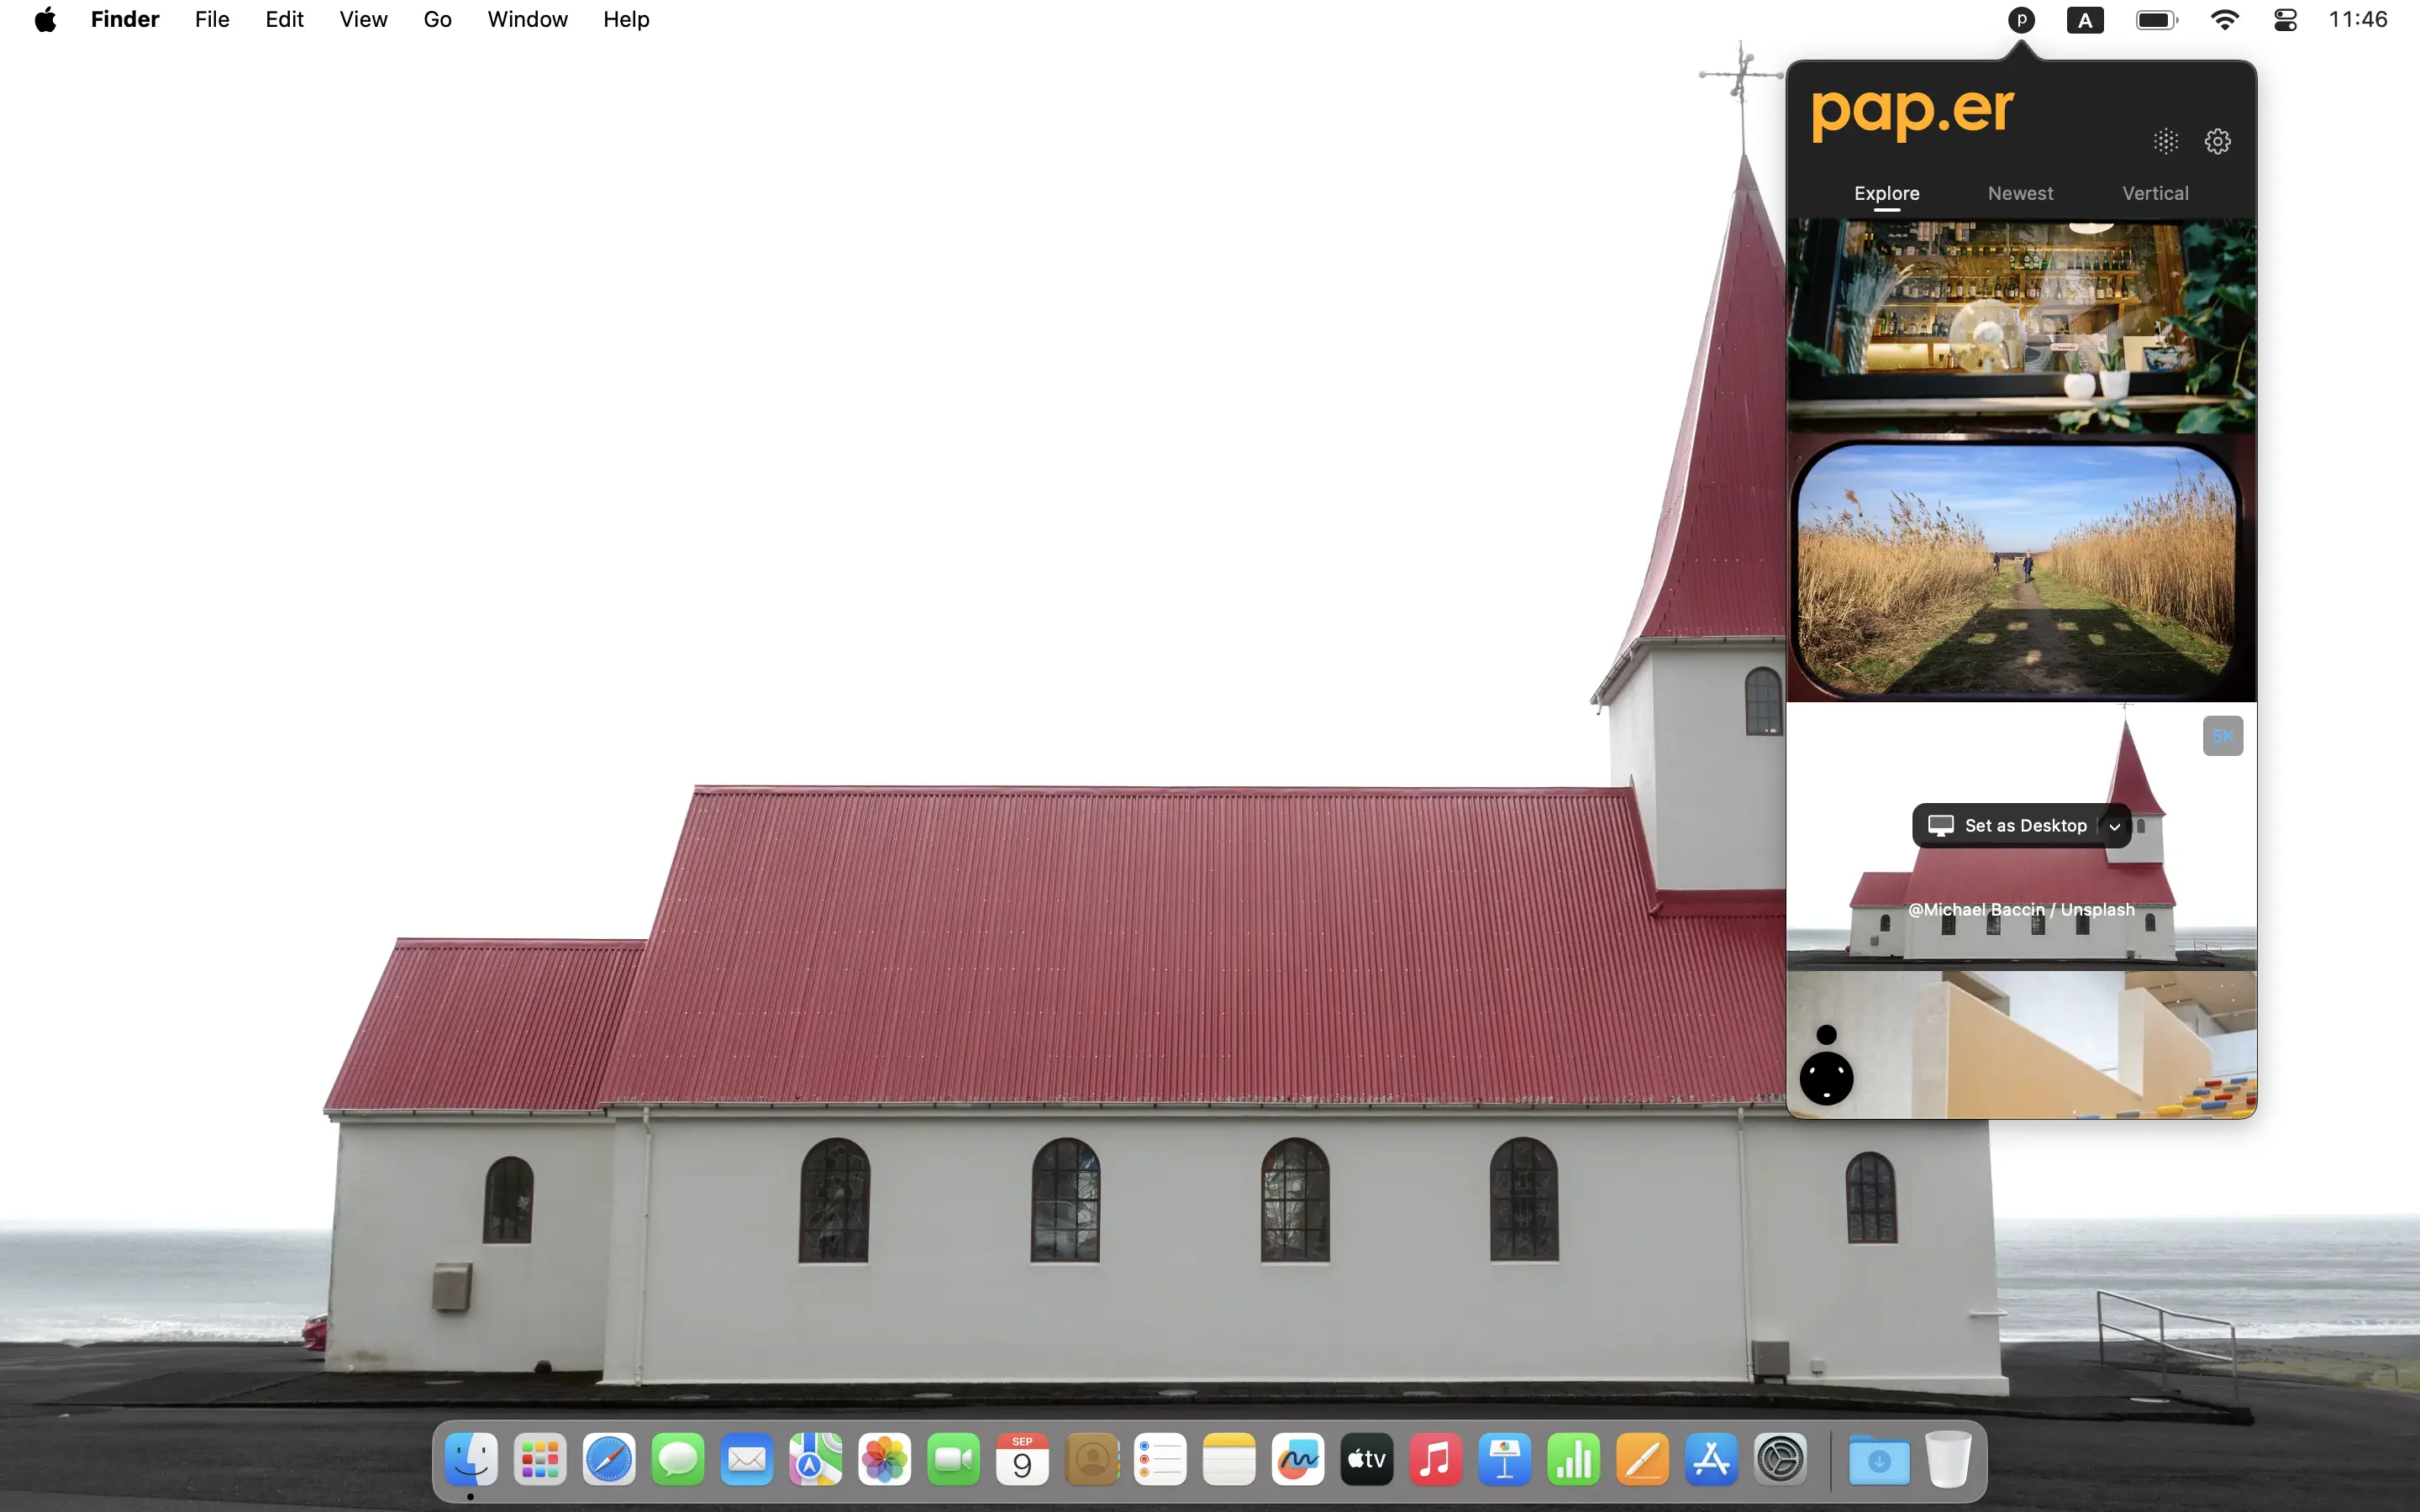 Finder File Edit View Go Window Help p A 11:46
pap.er
Explore Newest Vertical
5K
Set as Desktop
@Michael Baccin / Unsplash
SEP
9
tv